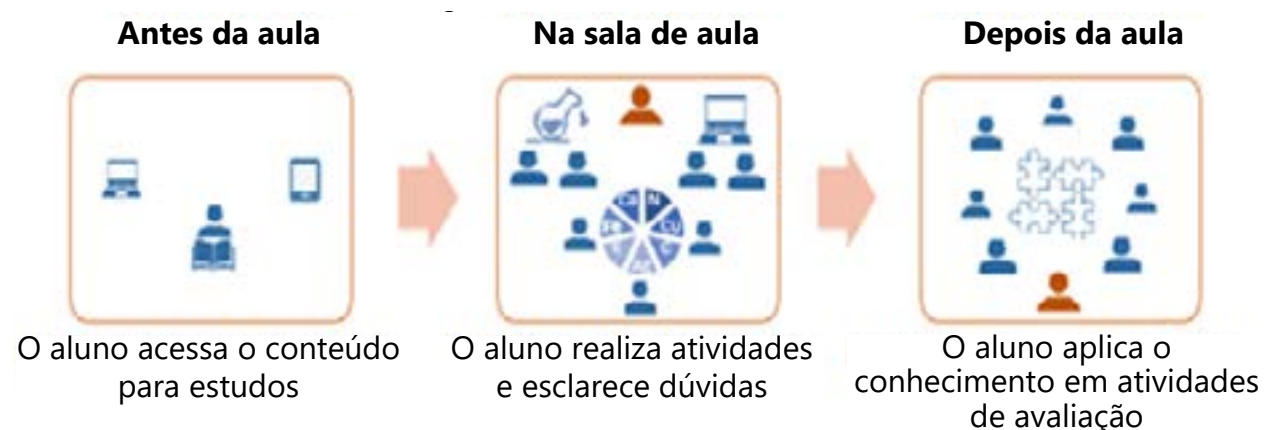 Antes da aula
Na sala de aula
Depois da aula
O aluno acessa o conteúdo
para estudos
O aluno realiza atividades
e esclarece dúvidas
O aluno aplica o
conhecimento em atividades
de avaliação